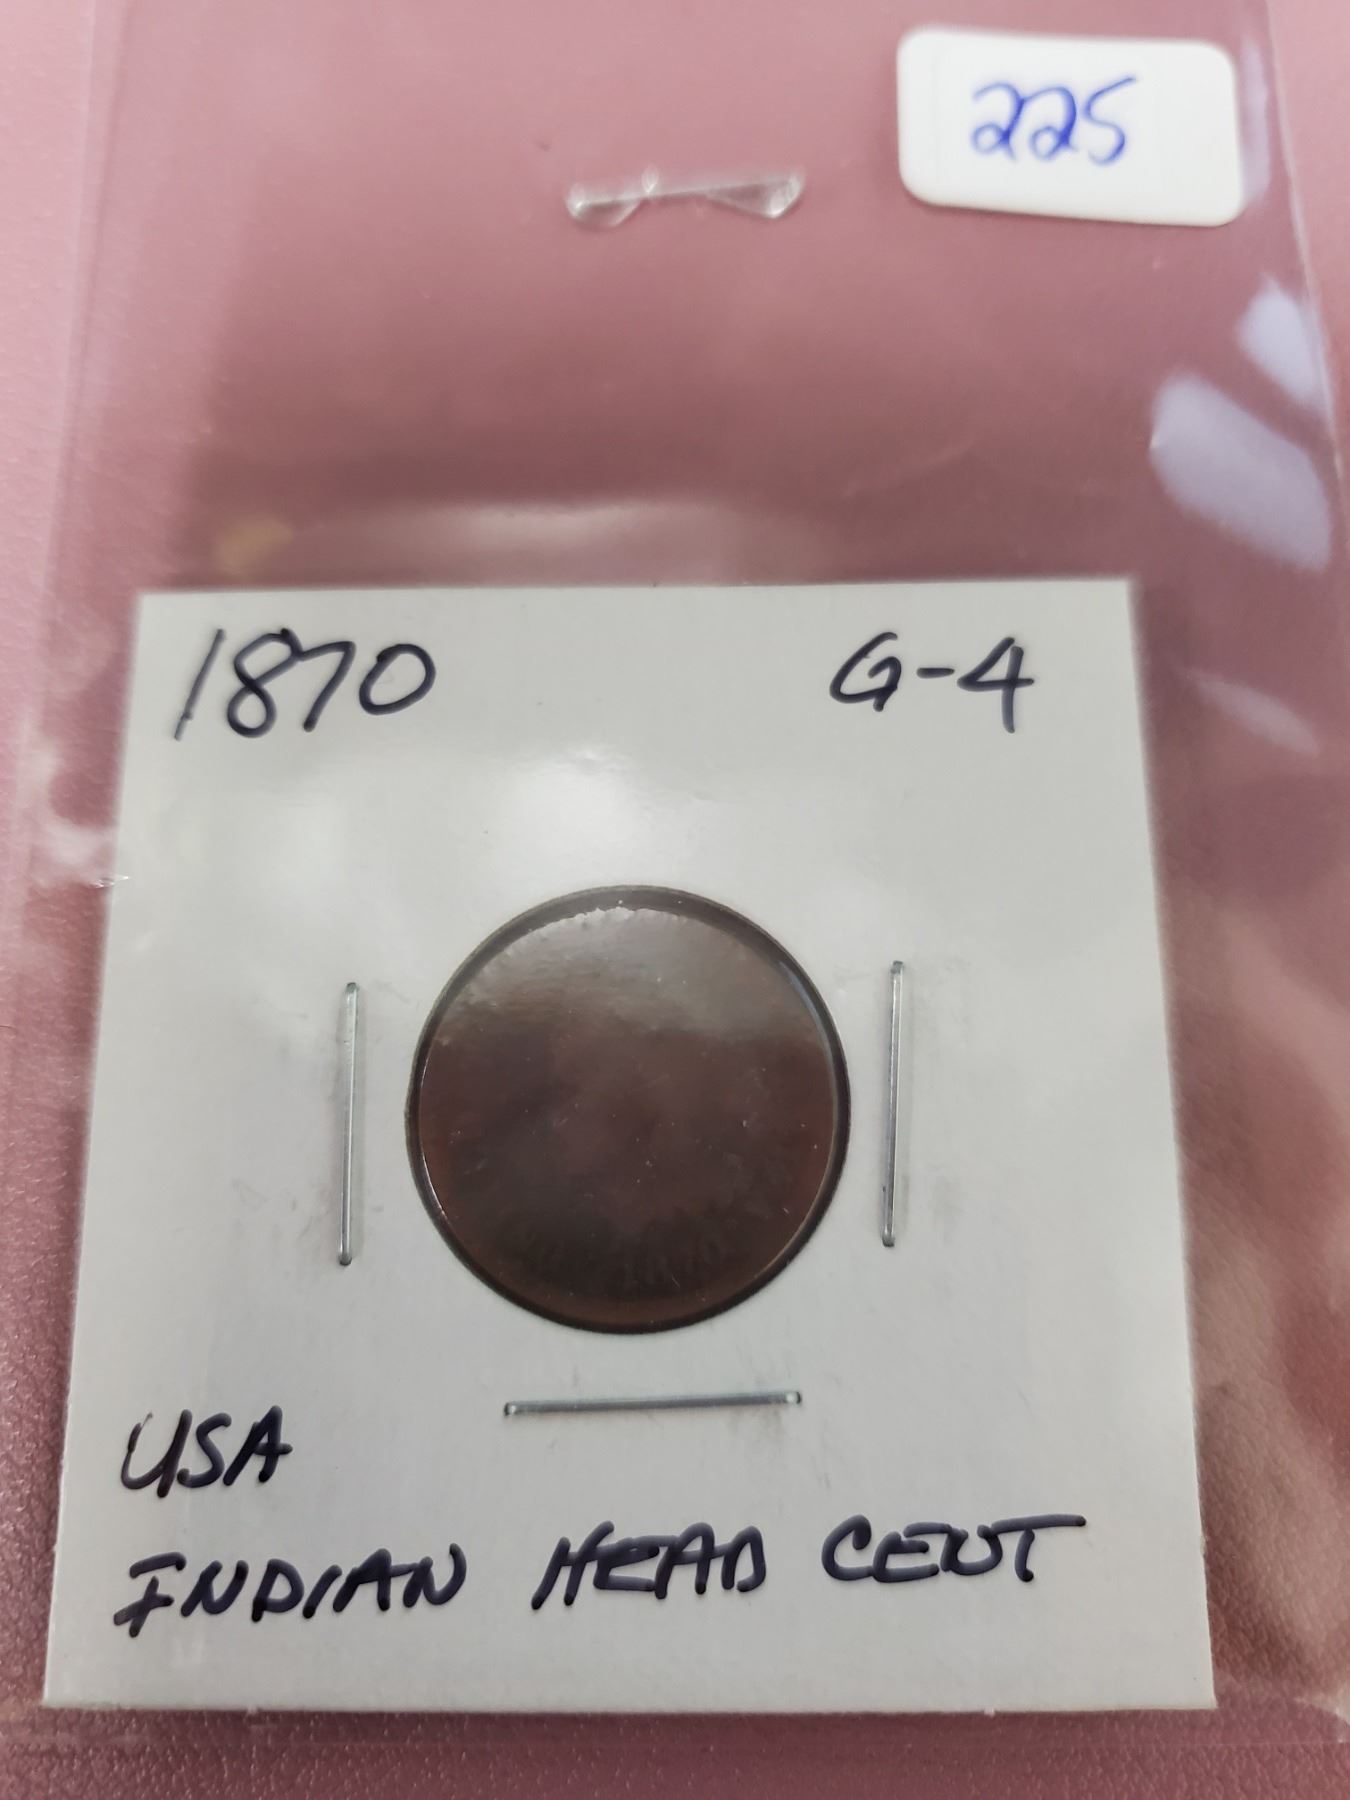 225
1870 G-4
USA
INDIAN HEAD CENT